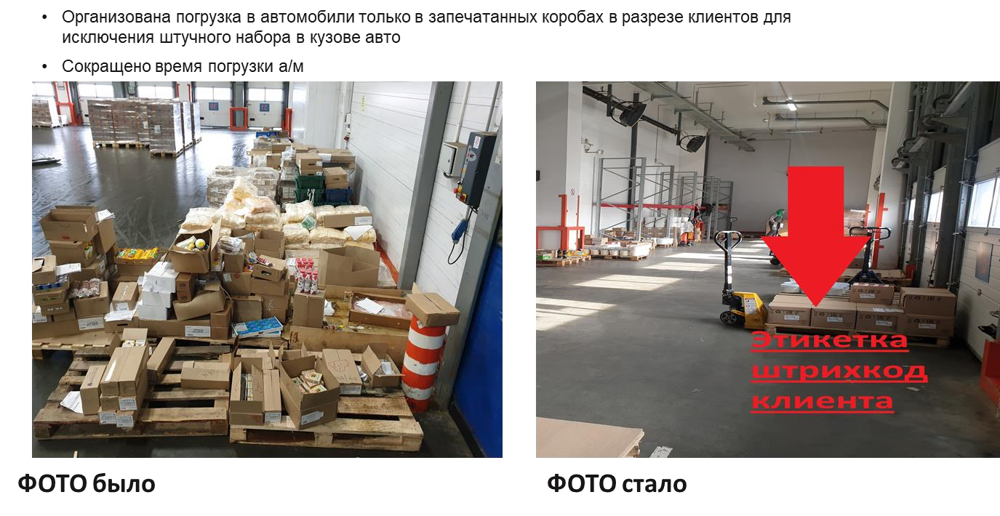 • Организована погрузка в автомобили только в запечатанных коробах в разрезе клиентов для
исключения штучного набора в кузове авто
• Сокращено время погрузки а/м
Этикетка
штрихкод
клиента
ФОТО было
ФОТО стало